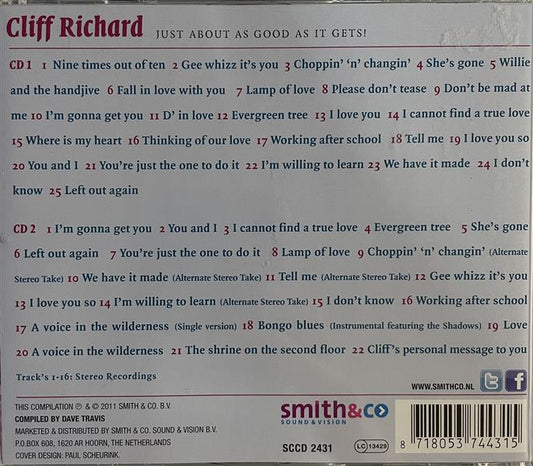 Cliff Richard JUST ABOUT AS GOOD AS IT GETS!
CD 1 1 Nine times out of ten 2 Gee whizz it's you 3 Choppin' 'n' changin' 4 She's gone 5 Willie
and the handjive 6 Fall in love with you 7 Lamp of love 8 Please don't tease 9 Don't be mad at
me 10 I'm gonna get you 11 D' in love 12 Evergreen tree 13 I love you 14 I cannot find a true love
15 Where is my heart 16 Thinking of our love 17 Working after school 18 Tell me 19 I love you so
20 You and I 21 You're just the one to do it 22 I'm willing to learn 23 We have it made 24 I don't
know 25 Left out again
CD 2 1 I'm gonna get you 2 You and I 3 I cannot find a true love 4 Evergreen tree 5 She's gone
6 Left out again 7 You're just the one to do it 8 Lamp of love 9 Choppin' 'n' changin' (Alternate
Stereo Take) 10 We have it made (Alternate Stereo Take) 11 Tell me (Alternate Stereo Take) 12 Gee whizz it's you
13 I love you so 14 I'm willing to learn (Alternate Stereo Take) 15 I don't know 16 Working after school
17 A voice in the wilderness (Single version) 18 Bongo blues (Instrumental featuring the Shadows) 19 Love
20 A voice in the wilderness 21 The shrine on the second floor 22 Cliff's personal message to you
Track's 1-16: Stereo Recordings
WWW.SMITHCO.NL
THIS COMPILATION ℗ & © 2011 SMITH & CO. B.V.
COMPILED BY DAVE TRAVIS
MARKETED & DISTRIBUTED BY SMITH & CO. SOUND & VISION B.V.
P.O.BOX 608, 1620 AR HOORN, THE NETHERLANDS
COVER DESIGN: PAUL SCHEURINK.
smith&co
SOUND & VISION
SCCD 2431
LC 13429
8 718053 744315